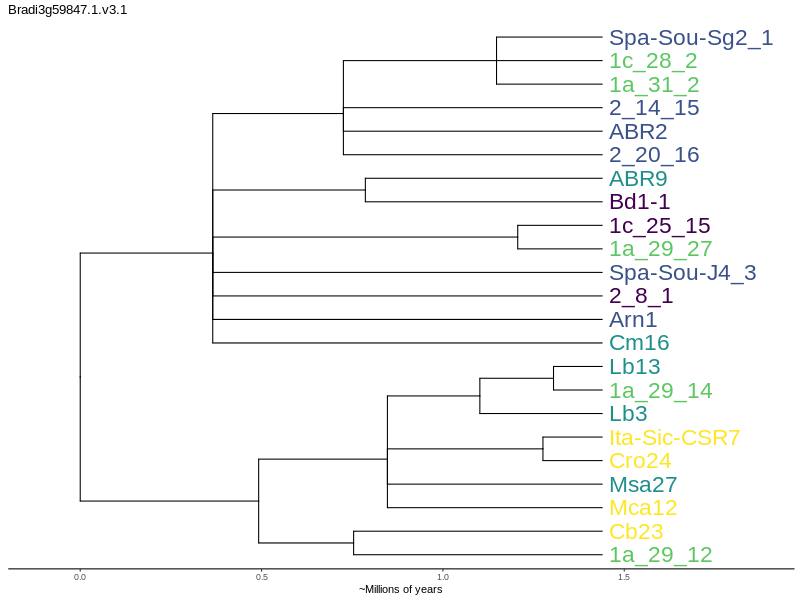 Bradi3g59847.1.v3.1
Spa-Sou-Sg2_1
1c_28_2
1a_31_2
2_14_15
ABR2
2_20_16
ABR9
Bd1-1
1c_25_15
1a_29_27
Spa-Sou-J4_3
2_8_1
Arn1
Cm16
Lb13
1a_29_14
Lb3
Ita-Sic-CSR7
Cro24
Msa27
Mca12
Cb23
1a_29_12
0.0 0.5 1.0 1.5
~Millions of years